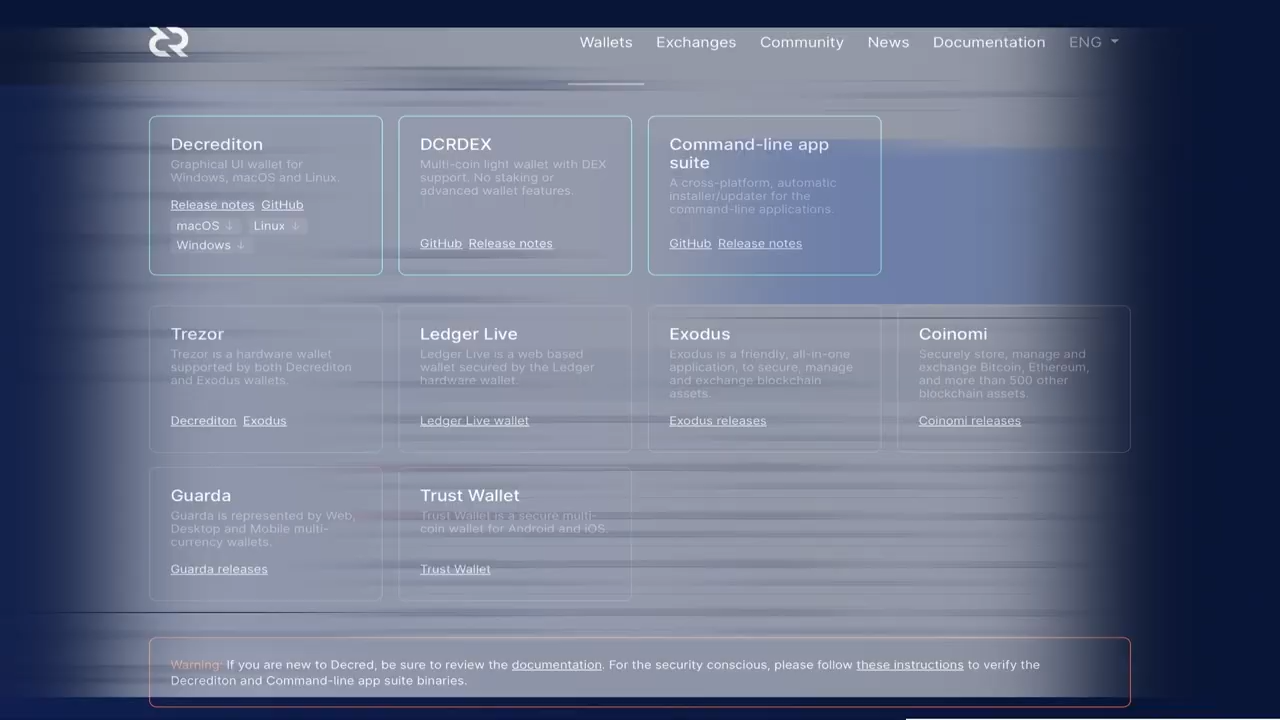 Wallets Exchanges Community News Documentation ENG
Decrediton
Graphical UI wallet for
Windows, macOS and Linux.
Release notes GitHub
macOS ↓ Linux ↓
Windows ↓
DCRDEX
Multi-coin light wallet with DEX
support. No staking or
advanced wallet features.
GitHub Release notes
Command-line app
suite
A cross-platform, automatic
installer/updater for the
command-line applications.
GitHub Release notes
Trezor
Trezor is a hardware wallet
supported by both Decrediton
and Exodus wallets.
Decrediton Exodus
Ledger Live
Ledger Live is a web based
wallet secured by the Ledger
hardware wallet.
Ledger Live wallet
Exodus
Exodus is a friendly, all-in-one
application, to secure, manage
and exchange blockchain
assets.
Exodus releases
Coinomi
Securely store, manage and
exchange Bitcoin, Ethereum,
and more than 500 other
blockchain assets.
Coinomi releases
Guarda
Guarda is represented by Web,
Desktop and Mobile multi-
currency wallets.
Guarda releases
Trust Wallet
Trust Wallet is a secure multi-
coin wallet for Android and iOS.
Trust Wallet
Warning: If you are new to Decred, be sure to review the documentation. For the security conscious, please follow these instructions to verify the
Decrediton and Command-line app suite binaries.